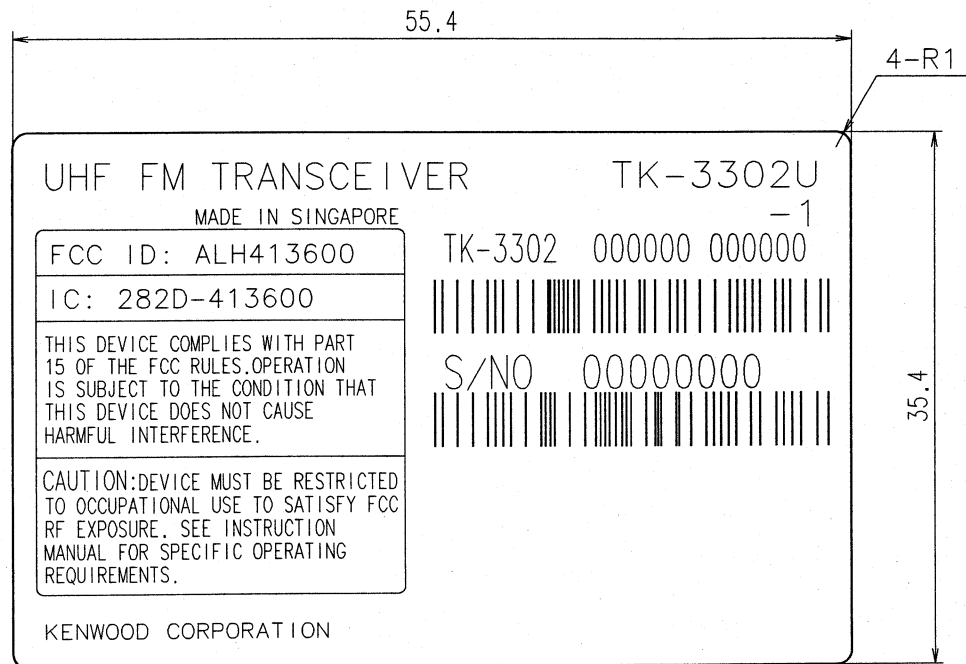 55.4
4-R1
UHF FM TRANSCEIVER
TK-3302U
-1
MADE IN SINGAPORE
FCC ID: ALH413600
IC: 282D-413600
THIS DEVICE COMPLIES WITH PART
15 OF THE FCC RULES.OPERATION
IS SUBJECT TO THE CONDITION THAT
THIS DEVICE DOES NOT CAUSE
HARMFUL INTERFERENCE.
CAUTION:DEVICE MUST BE RESTRICTED
TO OCCUPATIONAL USE TO SATISFY FCC
RF EXPOSURE. SEE INSTRUCTION
MANUAL FOR SPECIFIC OPERATING
REQUIREMENTS.
KENWOOD CORPORATION
TK-3302 000000 000000
S/NO 00000000
35.4